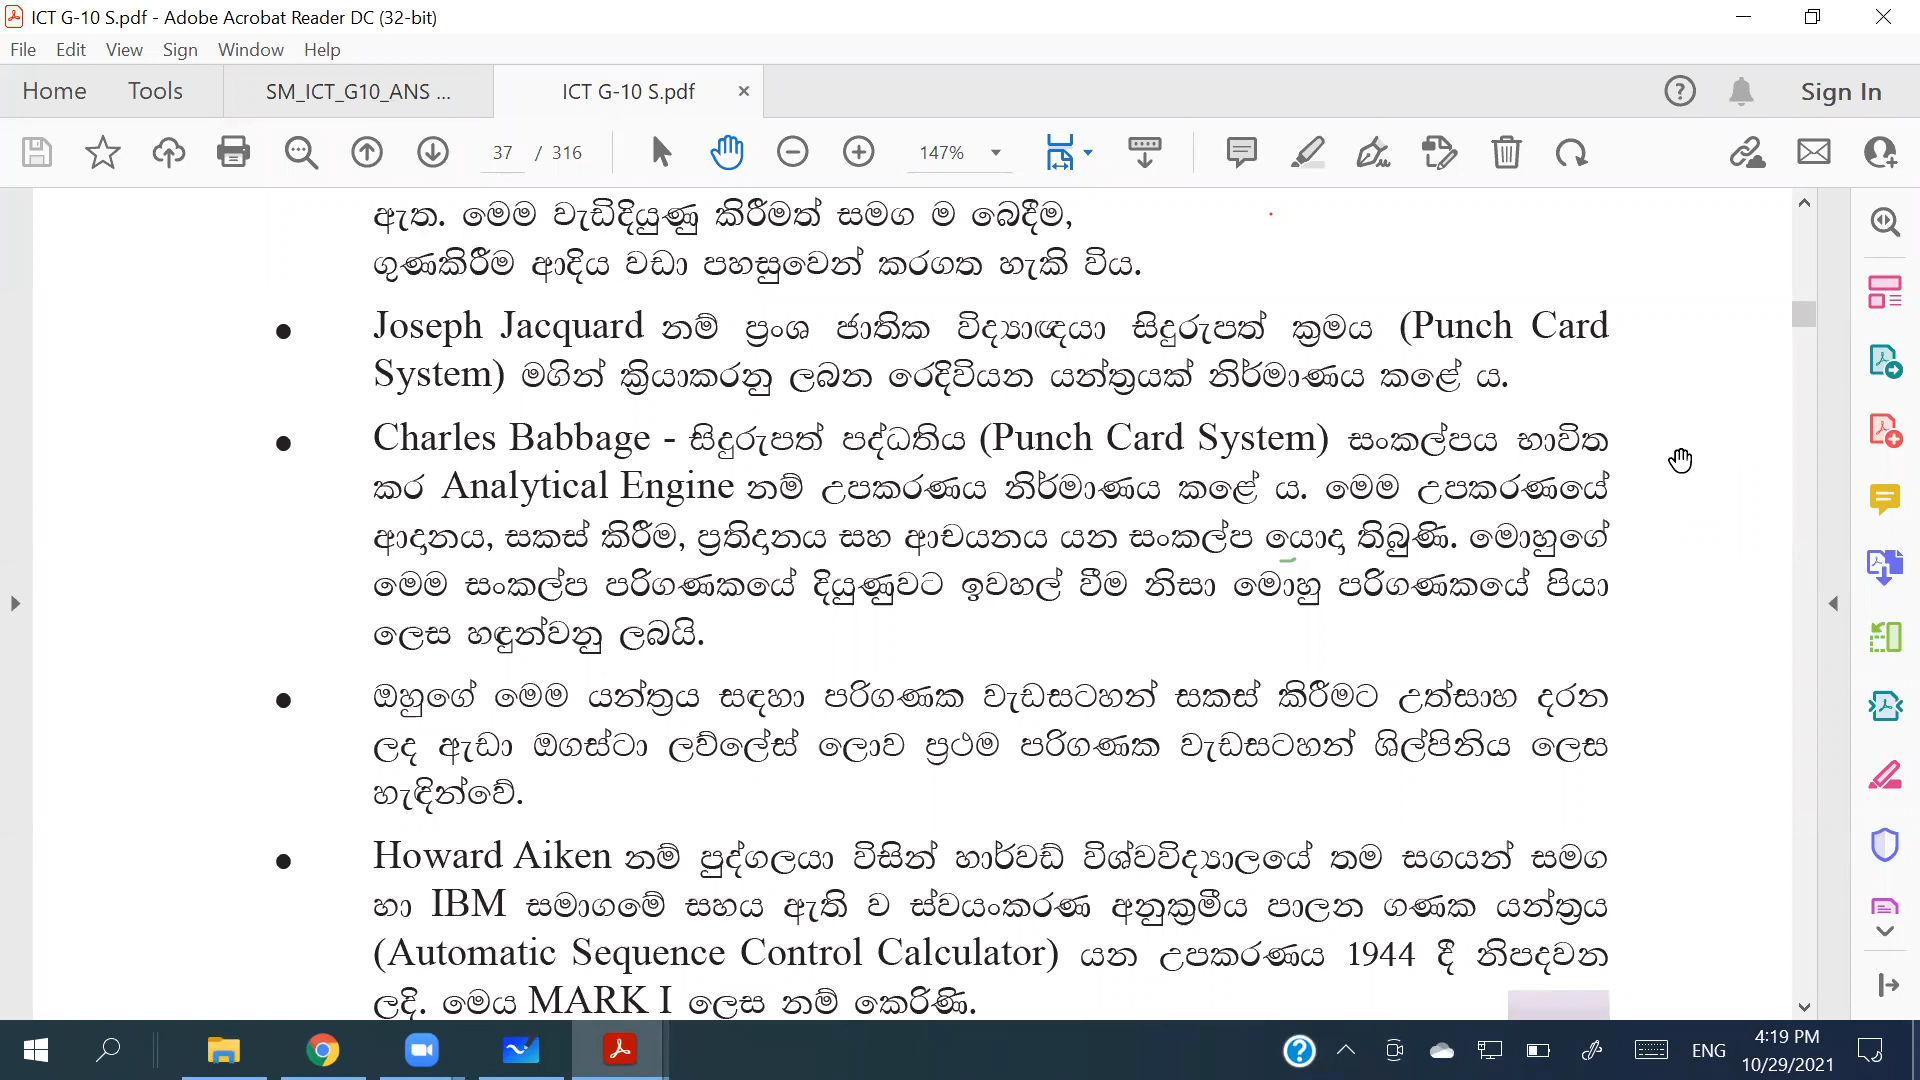 ICT G-10 S.pdf - Adobe Acrobat Reader DC (32-bit)
File Edit View Sign Window Help
Home Tools SM_ICT_G10_ANS ... ICT G-10 S.pdf × Sign In
37 / 316 147%
ඇත. මෙම වැඩිදියුණු කිරීමත් සමග ම බෙදීම,
ගුණකිරීම ආදිය වඩා පහසුවෙන් කරගත හැකි විය.
● Joseph Jacquard නම් ප්‍රංශ ජාතික විද්‍යාඥයා සිදුරුපත් ක්‍රමය (Punch Card
System) මගින් ක්‍රියාකරනු ලබන රෙදිවියන යන්ත්‍රයක් නිර්මාණය කළේ ය.
● Charles Babbage - සිදුරුපත් පද්ධතිය (Punch Card System) සංකල්පය භාවිත
කර Analytical Engine නම් උපකරණය නිර්මාණය කළේ ය. මෙම උපකරණයේ
ආදානය, සකස් කිරීම, ප්‍රතිදානය සහ ආචයනය යන සංකල්ප යොදා තිබුණි. මොහුගේ
මෙම සංකල්ප පරිගණකයේ දියුණුවට ඉවහල් වීම නිසා මොහු පරිගණකයේ පියා
ලෙස හඳුන්වනු ලබයි.
● ඔහුගේ මෙම යන්ත්‍රය සඳහා පරිගණක වැඩසටහන් සකස් කිරීමට උත්සාහ දරන
ලද ඇඩා ඔගස්ටා ලව්ලේස් ලොව ප්‍රථම පරිගණක වැඩසටහන් ශිල්පිනිය ලෙස
හැඳින්වේ.
● Howard Aiken නම් පුද්ගලයා විසින් හාර්වඩ් විශ්වවිද්‍යාලයේ තම සගයන් සමග
හා IBM සමාගමේ සහය ඇති ව ස්වයංකරණ අනුක්‍රමීය පාලන ගණක යන්ත්‍රය
(Automatic Sequence Control Calculator) යන උපකරණය 1944 දී නිපදවන
ලදි. මෙය MARK I ලෙස නම් කෙරිණි.
ENG 4:19 PM
10/29/2021